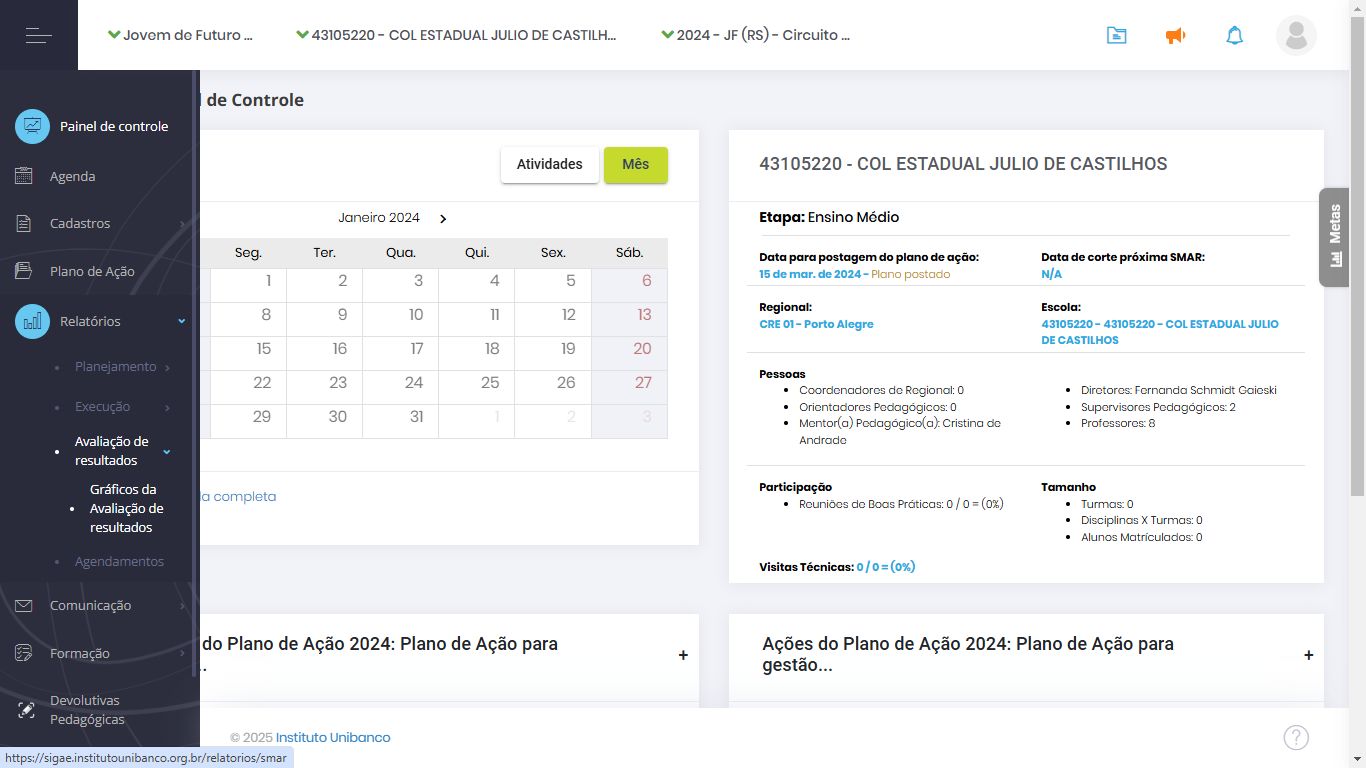 Jovem de Futuro ...
43105220 - COL ESTADUAL JULIO DE CASTILH...
2024 - JF (RS) - Circuito ...
Painel de controle
Agenda
Cadastros
Plano de Ação
Relatórios
Planejamento
Execução
Avaliação de
resultados
Gráficos da
Avaliação de
resultados
Agendamentos
Comunicação
Formação
Devolutivas
Pedagógicas
de Controle
Atividades
Mês
Janeiro 2024
Seg. Ter. Qua. Qui. Sex. Sáb.
1 2 3 4 5 6
8 9 10 11 12 13
15 16 17 18 19 20
22 23 24 25 26 27
29 30 31 1 2 3
completa
43105220 - COL ESTADUAL JULIO DE CASTILHOS
Etapa: Ensino Médio
Data para postagem do plano de ação:
15 de mar. de 2024 - Plano postado
Data de corte próxima SMAR:
N/A
Regional:
CRE 01 - Porto Alegre
Escola:
43105220 - 43105220 - COL ESTADUAL JULIO
DE CASTILHOS
Pessoas
Coordenadores de Regional: 0
Orientadores Pedagógicos: 0
Mentor(a) Pedagógico(a): Cristina de
Andrade
Diretores: Fernanda Schmidt Gaieski
Supervisores Pedagógicos: 2
Professores: 8
Participação
Reuniões de Boas Práticas: 0 / 0 = (0%)
Tamanho
Turmas: 0
Disciplinas X Turmas: 0
Alunos Matrículados: 0
Visitas Técnicas: 0 / 0 = (0%)
Metas
do Plano de Ação 2024: Plano de Ação para
...
+
Ações do Plano de Ação 2024: Plano de Ação para
gestão...
+
© 2025 Instituto Unibanco
?
https://sigae.institutounibanco.org.br/relatorios/smar